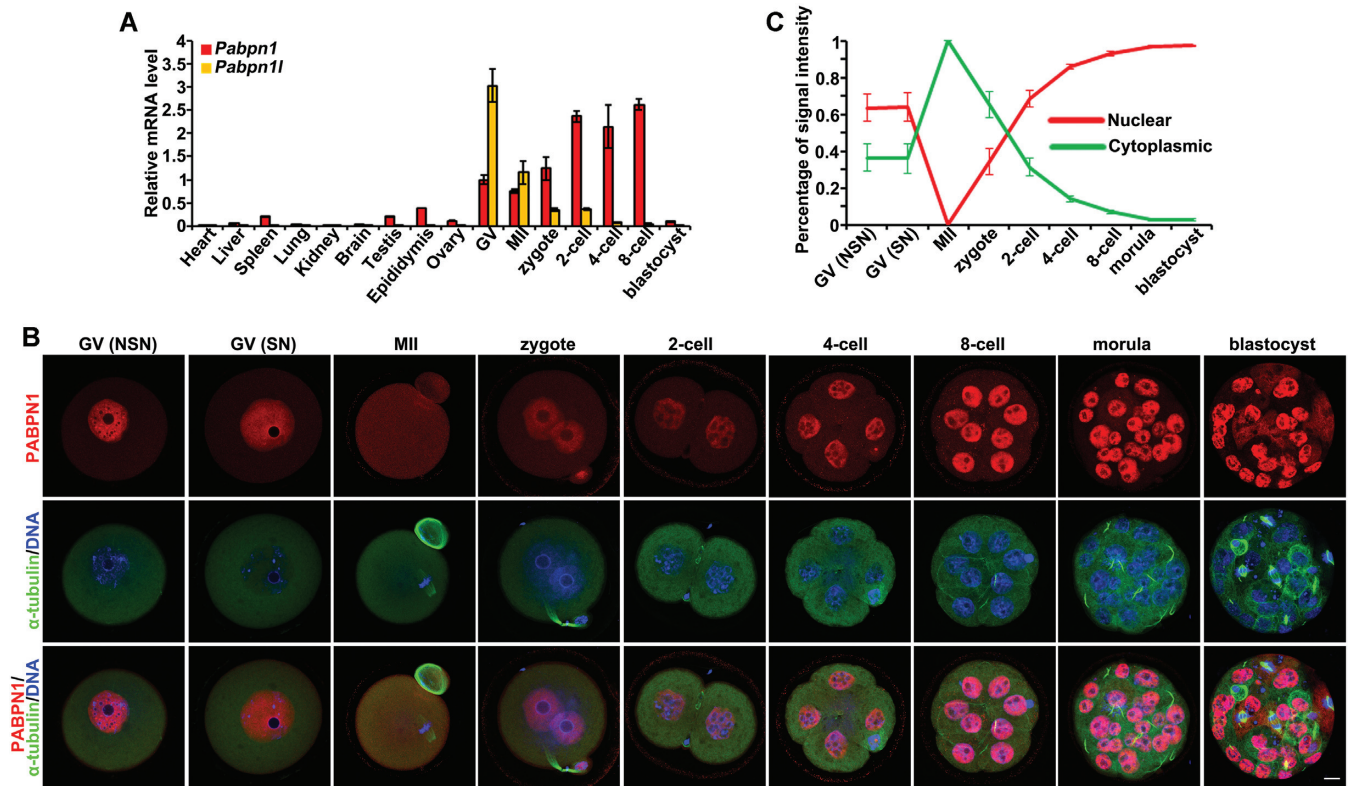 A
Pabpn1
Pabpn1l
Relative mRNA level
4
3.5
3
2.5
2
1.5
1
0.5
0
Heart
Liver
Spleen
Lung
Kidney
Brain
Testis
Epididymis
Ovary
GV
MII
zygote
2-cell
4-cell
8-cell
blastocyst
C
Percentage of signal intensity
1
0.8
0.6
0.4
0.2
0
Nuclear
Cytoplasmic
GV (NSN)
GV (SN)
MII
zygote
2-cell
4-cell
8-cell
morula
blastocyst
B
GV (NSN) GV (SN) MII zygote 2-cell 4-cell 8-cell morula blastocyst
PABPN1
α-tubulin/DNA
PABPN1/
α-tubulin/DNA